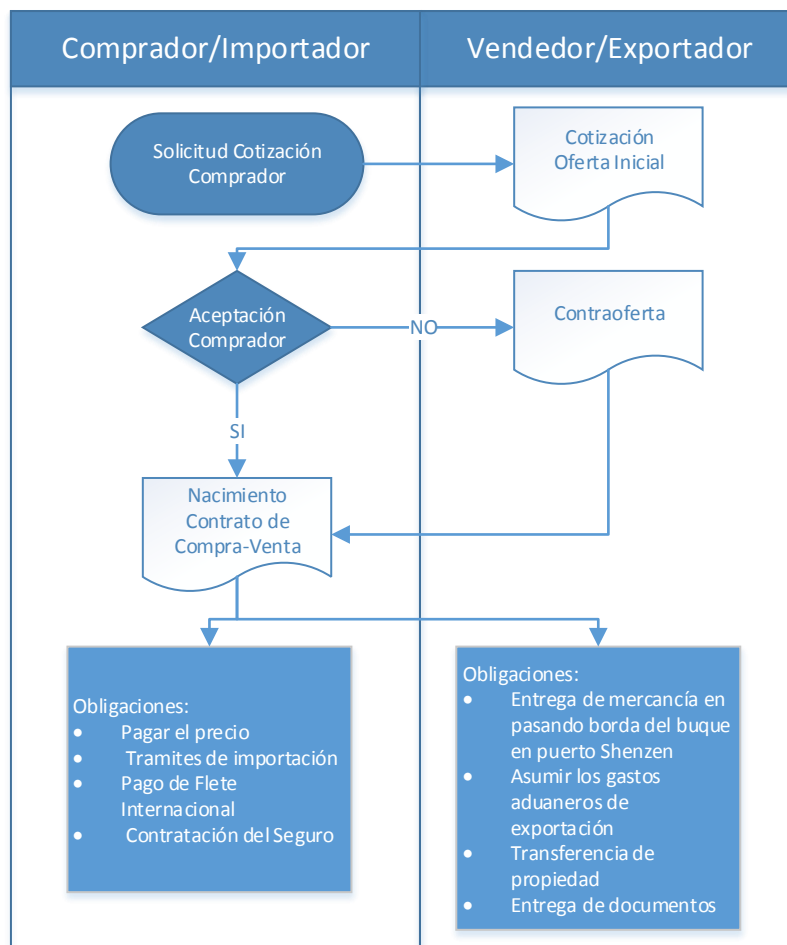 Comprador/Importador
Vendedor/Exportador
Solicitud Cotización
Comprador
Cotización
Oferta Inicial
Aceptación
Comprador
NO
Contraoferta
SI
Nacimiento
Contrato de
Compra-Venta
Obligaciones:
• Pagar el precio
• Tramites de importación
• Pago de Flete
Internacional
• Contratación del Seguro
Obligaciones:
• Entrega de mercancía en
pasando borda del buque
en puerto Shenzen
• Asumir los gastos
aduaneros de
exportación
• Transferencia de
propiedad
• Entrega de documentos